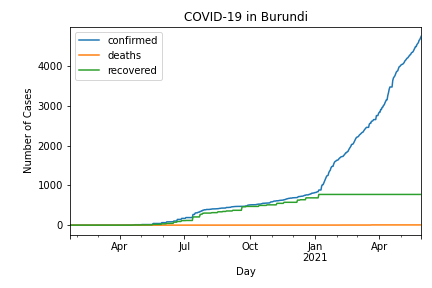 COVID-19 in Burundi
confirmed
deaths
recovered
Number of Cases
4000
3000
2000
1000
0
Apr
Jul
Oct
Jan
2021
Apr
Day